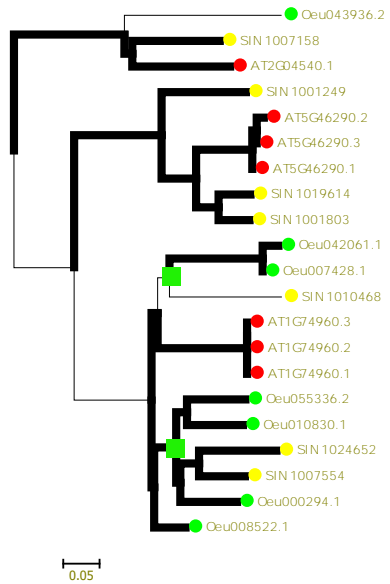 Oeu043936.2
SIN1007158
AT2G04540.1
SIN1001249
AT5G46290.2
AT5G46290.3
AT5G46290.1
SIN1019614
SIN1001803
Oeu042061.1
Oeu007428.1
SIN1010468
AT1G74960.3
AT1G74960.2
AT1G74960.1
Oeu055336.2
Oeu010830.1
SIN1024652
SIN1007554
Oeu000294.1
Oeu008522.1
0.05